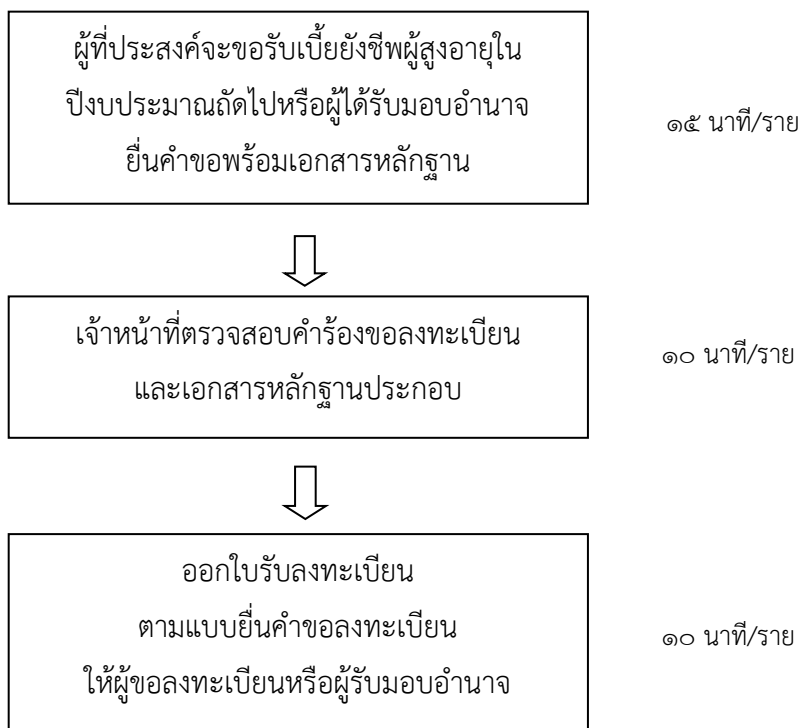 ผู้ที่ประสงค์จะขอรับเบี้ยยังชีพผู้สูงอายุใน
ปีงบประมาณถัดไปหรือผู้ได้รับมอบอำนาจ
ยื่นคำขอพร้อมเอกสารหลักฐาน
๑๕ นาที/ราย
เจ้าหน้าที่ตรวจสอบคำร้องขอลงทะเบียน
และเอกสารหลักฐานประกอบ
๑๐ นาที/ราย
ออกใบรับลงทะเบียน
ตามแบบยื่นคำขอลงทะเบียน
ให้ผู้ขอลงทะเบียนหรือผู้รับมอบอำนาจ
๑๐ นาที/ราย